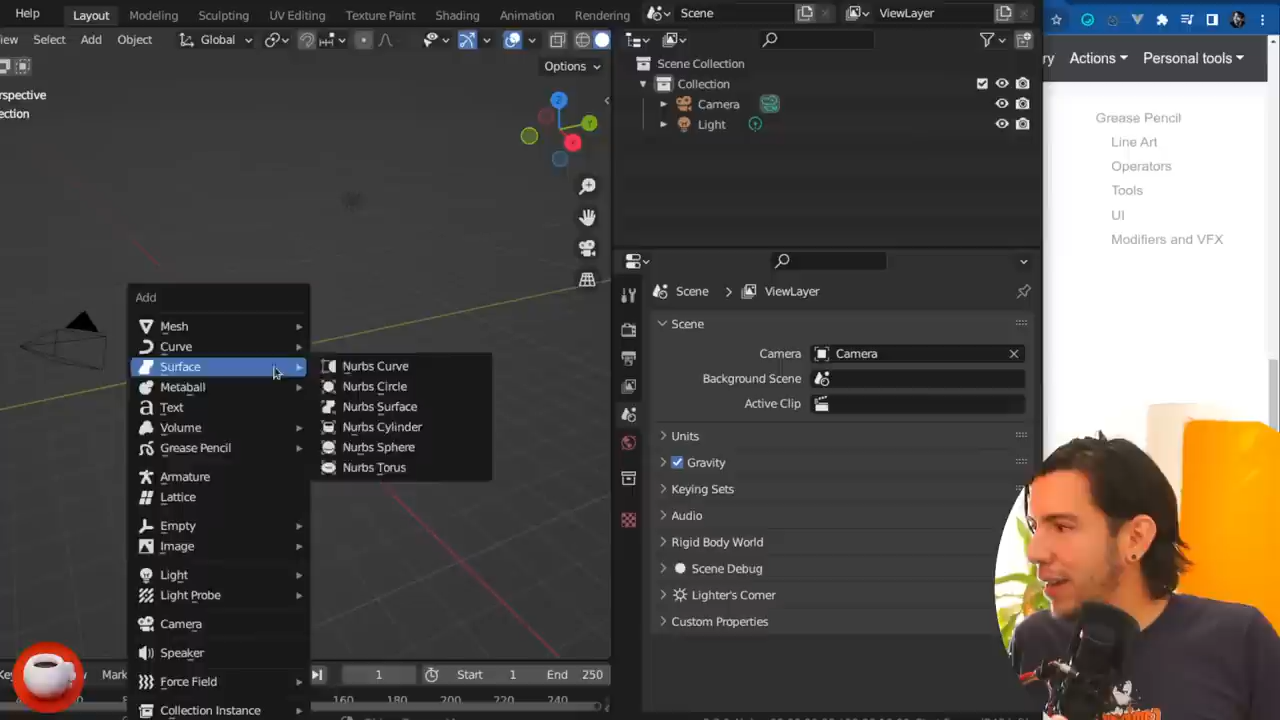 Help
Layout
Modeling
Sculpting
UV Editing
Texture Paint
Shading
Animation
Rendering
Scene
ViewLayer
Select
Add
Object
Global
Options
Scene Collection
Collection
Camera
Light
Actions
Personal tools
Grease Pencil
Line Art
Operators
Tools
UI
Modifiers and VFX
Add
Mesh
Curve
Surface
Metaball
Text
Volume
Grease Pencil
Armature
Lattice
Empty
Image
Light
Light Probe
Camera
Speaker
Force Field
Collection Instance
Nurbs Curve
Nurbs Circle
Nurbs Surface
Nurbs Cylinder
Nurbs Sphere
Nurbs Torus
Scene
ViewLayer
Scene
Camera
Camera
Background Scene
Active Clip
Units
Gravity
Keying Sets
Audio
Rigid Body World
Scene Debug
Lighter's Corner
Custom Properties
1
Start 1
End 250
160 180 200 220 240